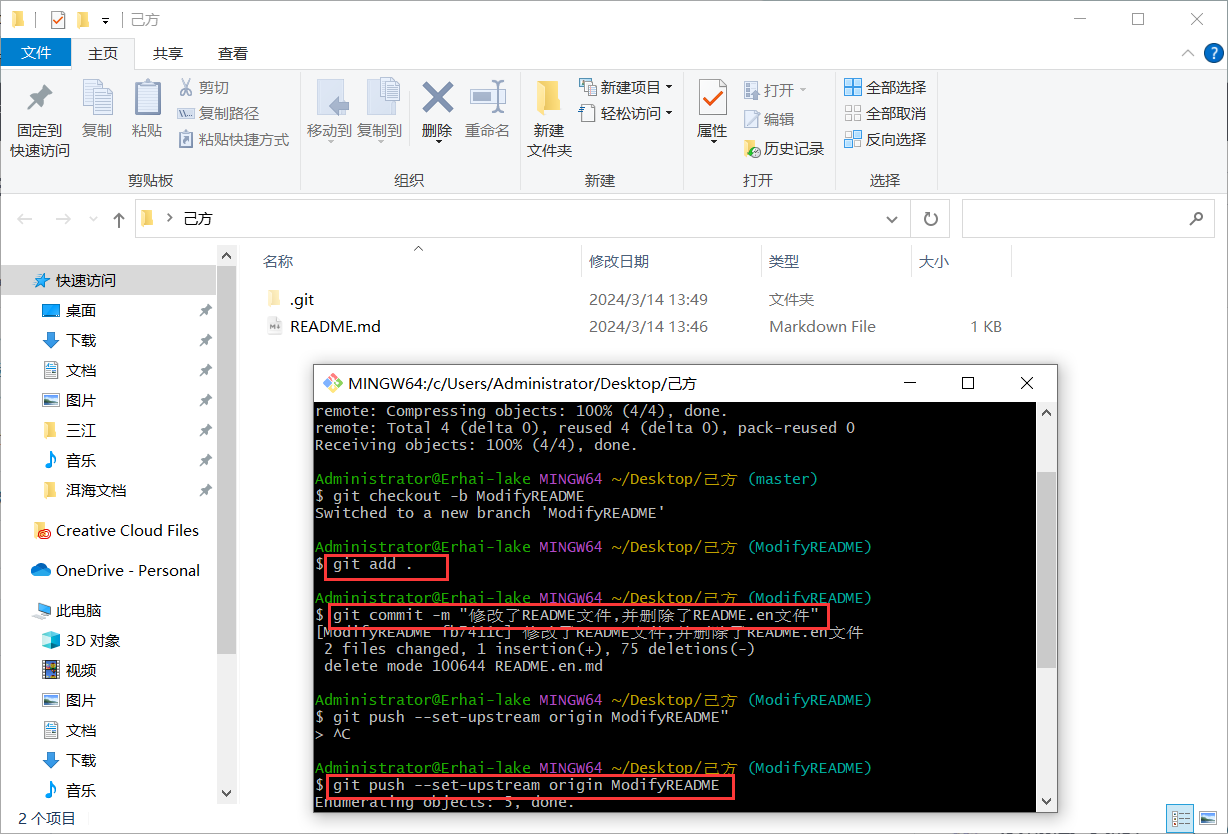 己方
文件 主页 共享 查看
固定到
快速访问
复制
粘贴
剪切
复制路径
粘贴快捷方式
剪贴板
移动到
复制到
删除
重命名
组织
新建
文件夹
新建项目
轻松访问
新建
属性
打开
编辑
历史记录
打开
全部选择
全部取消
反向选择
选择
己方
名称 修改日期 类型 大小
.git 2024/3/14 13:49 文件夹
README.md 2024/3/14 13:46 Markdown File 1 KB
快速访问
桌面
下载
文档
图片
三江
音乐
洱海文档
Creative Cloud Files
OneDrive - Personal
此电脑
3D 对象
视频
图片
文档
下载
音乐
2 个项目
MINGW64:/c/Users/Administrator/Desktop/己方
remote: Compressing objects: 100% (4/4), done.
remote: Total 4 (delta 0), reused 4 (delta 0), pack-reused 0
Receiving objects: 100% (4/4), done.
Administrator@Erhai-lake MINGW64 ~/Desktop/己方 (master)
$ git checkout -b ModifyREADME
Switched to a new branch 'ModifyREADME'
Administrator@Erhai-lake MINGW64 ~/Desktop/己方 (ModifyREADME)
$ git add .
Administrator@Erhai-lake MINGW64 ~/Desktop/己方 (ModifyREADME)
$ git commit -m "修改了README文件,并删除了README.en文件"
[ModifyREADME fb7411c] 修改了README文件,并删除了README.en文件
2 files changed, 1 insertion(+), 75 deletions(-)
delete mode 100644 README.en.md
Administrator@Erhai-lake MINGW64 ~/Desktop/己方 (ModifyREADME)
$ git push --set-upstream origin ModifyREADME"
> ^C
Administrator@Erhai-lake MINGW64 ~/Desktop/己方 (ModifyREADME)
$ git push --set-upstream origin ModifyREADME
Enumerating objects: 5, done.